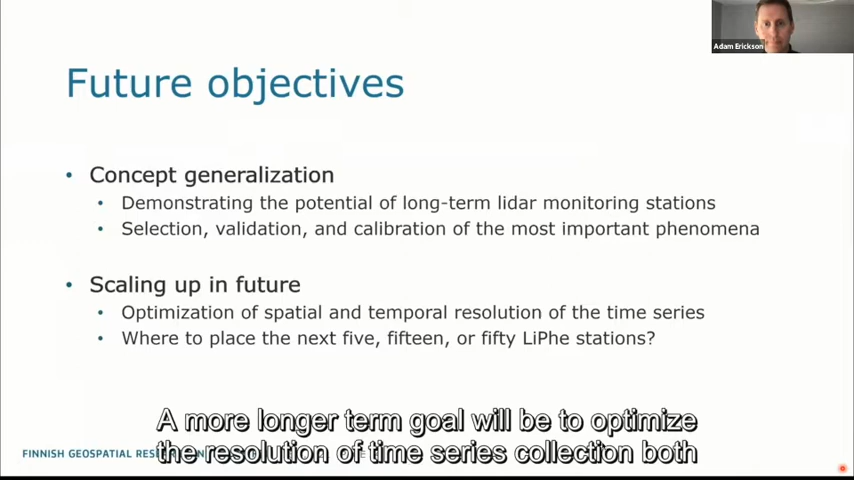 Adam Erickson
Future objectives
• Concept generalization
• Demonstrating the potential of long-term lidar monitoring stations
• Selection, validation, and calibration of the most important phenomena
• Scaling up in future
• Optimization of spatial and temporal resolution of the time series
• Where to place the next five, fifteen, or fifty LiPhe stations?
A more longer term goal will be to optimize
the resolution of time series collection both
FINNISH GEOSPATIAL